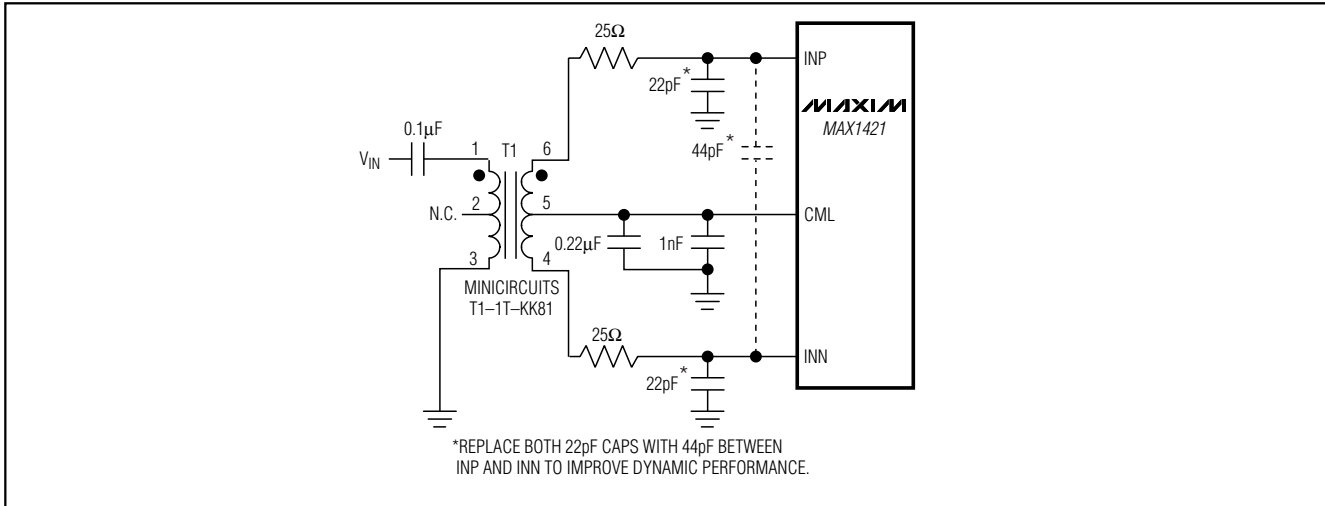 25Ω
INP
22pF*
MAXIM
MAX1421
0.1µF
1
T1
6
44pF*
VIN
N.C.
2
5
CML
0.22µF
1nF
3
4
MINICIRCUITS
T1–1T–KK81
25Ω
INN
22pF*
*REPLACE BOTH 22pF CAPS WITH 44pF BETWEEN
INP AND INN TO IMPROVE DYNAMIC PERFORMANCE.